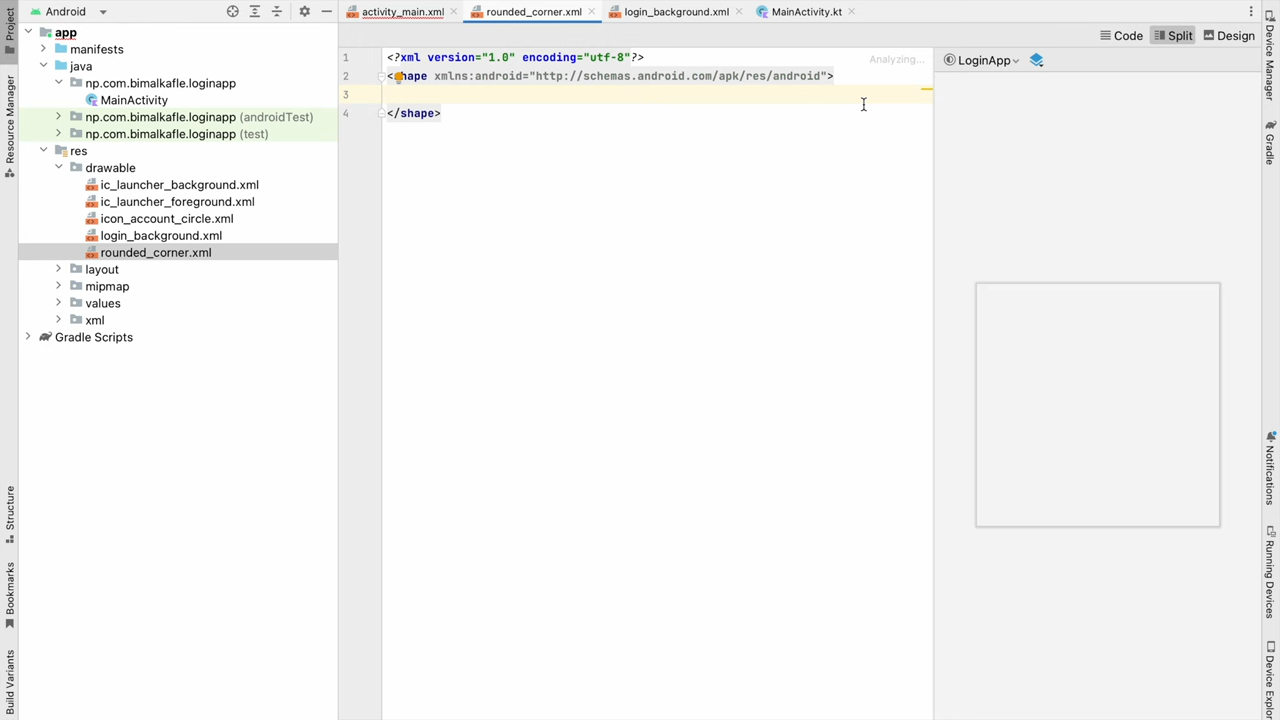 Android
activity_main.xml
rounded_corner.xml
login_background.xml
MainActivity.kt
Code
Split
Design
Project
Resource Manager
Structure
Bookmarks
Build Variants
app
manifests
java
np.com.bimalkafle.loginapp
MainActivity
np.com.bimalkafle.loginapp (androidTest)
np.com.bimalkafle.loginapp (test)
res
drawable
ic_launcher_background.xml
ic_launcher_foreground.xml
icon_account_circle.xml
login_background.xml
rounded_corner.xml
layout
mipmap
values
xml
Gradle Scripts
1 <?xml version="1.0" encoding="utf-8"?>
2 <shape xmlns:android="http://schemas.android.com/apk/res/android">
3
4 </shape>
Analyzing...
LoginApp
Device Manager
Gradle
Notifications
Running Devices